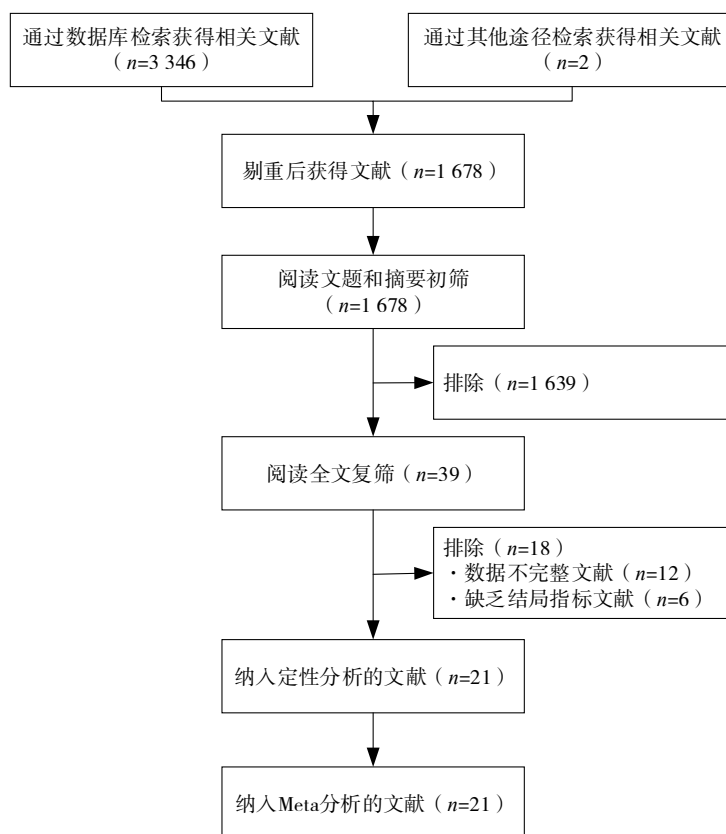 通过数据库检索获得相关文献
（n=3 346）
通过其他途径检索获得相关文献
（n=2）
剔重后获得文献（n=1 678）
阅读文题和摘要初筛
（n=1 678）
排除（n=1 639）
阅读全文复筛（n=39）
排除（n=18）
·数据不完整文献（n=12）
·缺乏结局指标文献（n=6）
纳入定性分析的文献（n=21）
纳入Meta分析的文献（n=21）